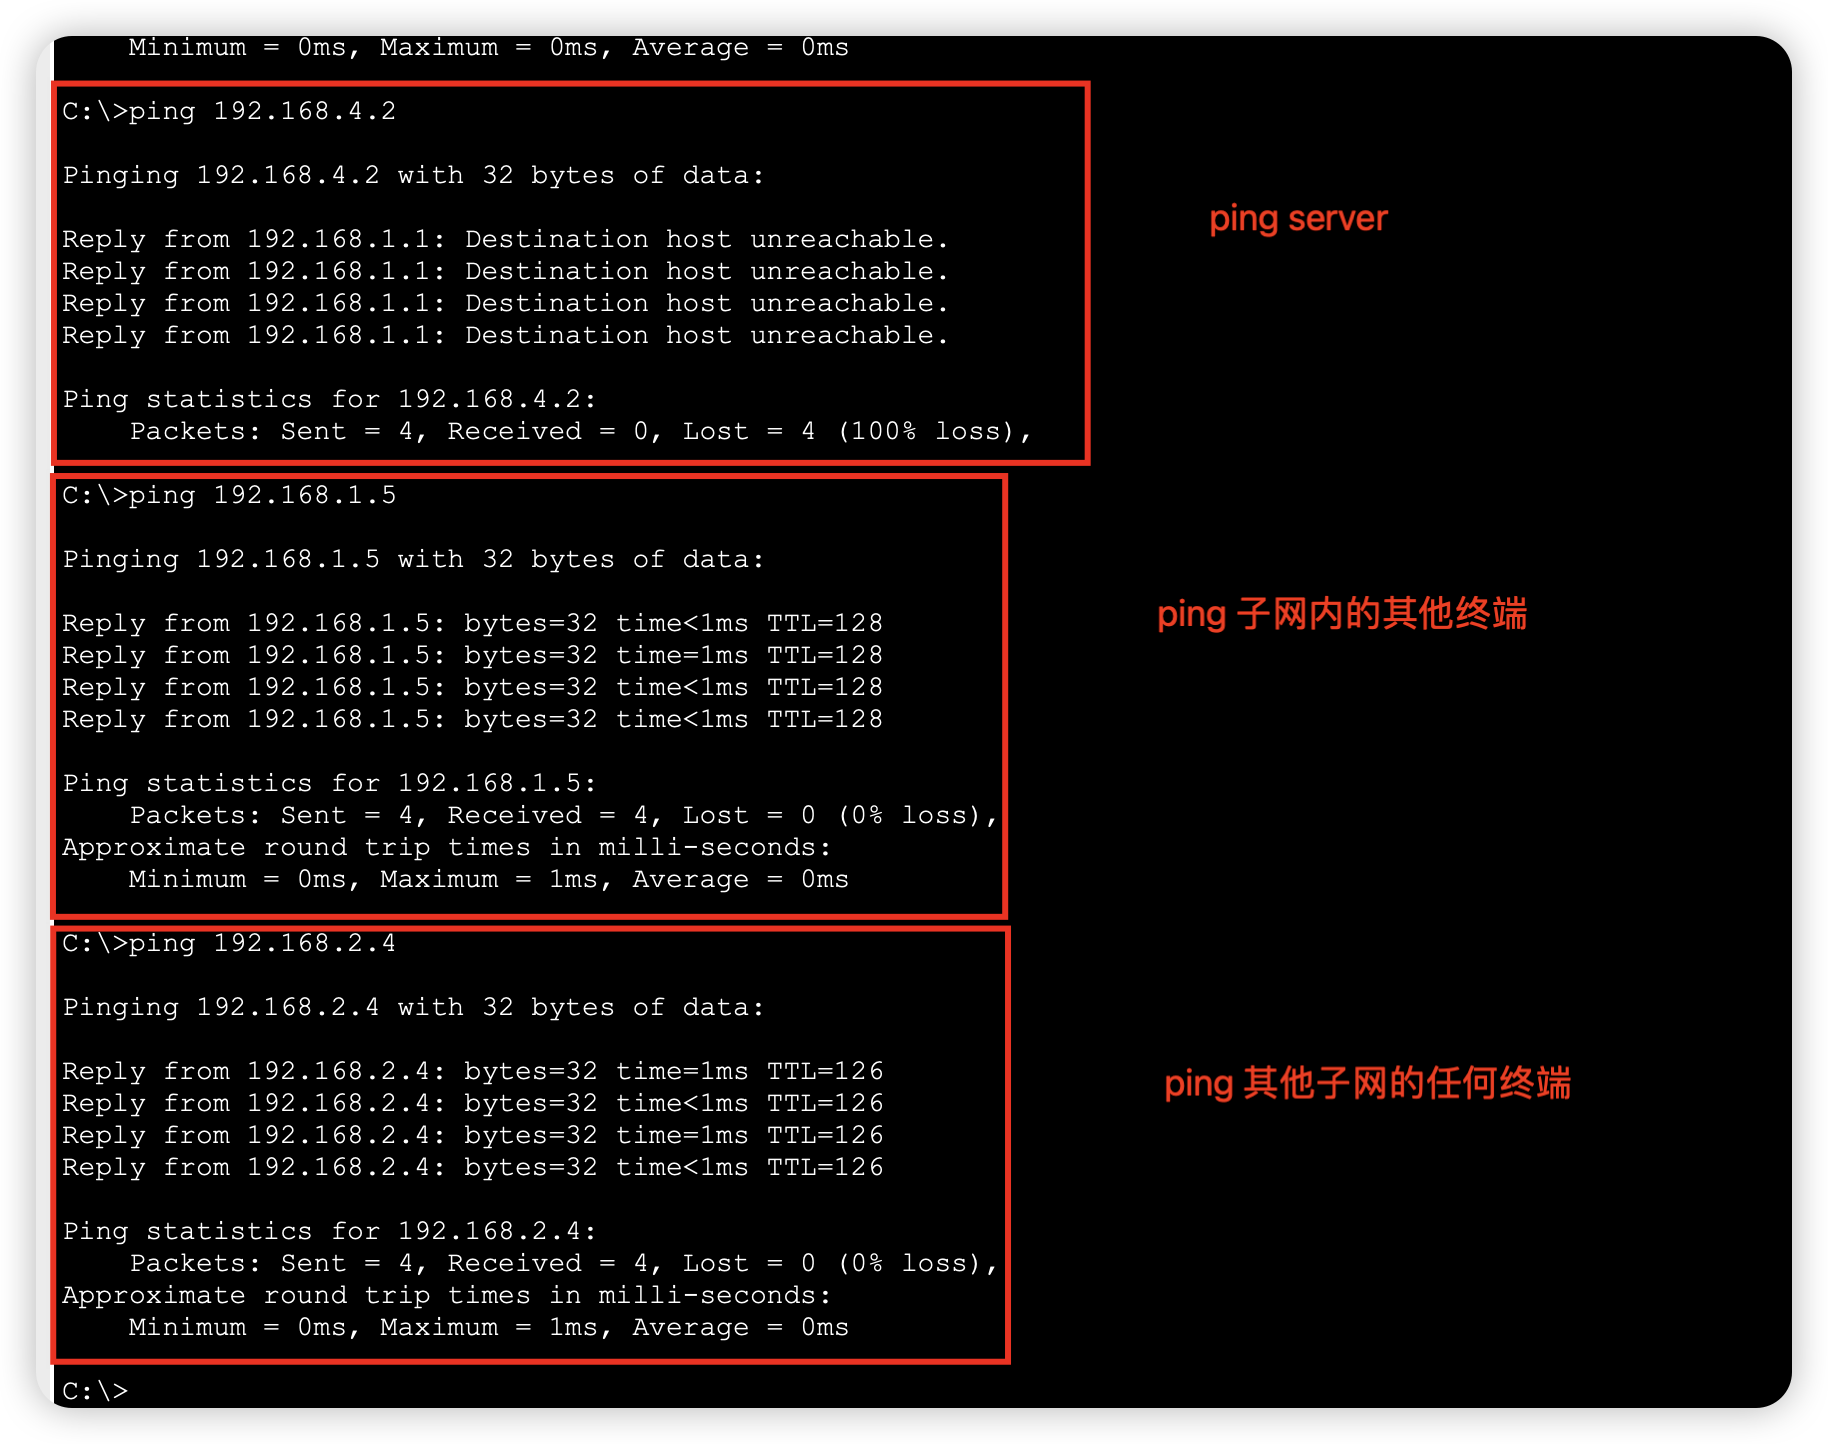 Minimum = 0ms, Maximum = 0ms, Average = 0ms
C:\>ping 192.168.4.2
Pinging 192.168.4.2 with 32 bytes of data:
ping server
Reply from 192.168.1.1: Destination host unreachable.
Reply from 192.168.1.1: Destination host unreachable.
Reply from 192.168.1.1: Destination host unreachable.
Reply from 192.168.1.1: Destination host unreachable.
Ping statistics for 192.168.4.2:
Packets: Sent = 4, Received = 0, Lost = 4 (100% loss),
C:\>ping 192.168.1.5
Pinging 192.168.1.5 with 32 bytes of data:
ping 子网内的其他终端
Reply from 192.168.1.5: bytes=32 time<1ms TTL=128
Reply from 192.168.1.5: bytes=32 time=1ms TTL=128
Reply from 192.168.1.5: bytes=32 time<1ms TTL=128
Reply from 192.168.1.5: bytes=32 time<1ms TTL=128
Ping statistics for 192.168.1.5:
Packets: Sent = 4, Received = 4, Lost = 0 (0% loss),
Approximate round trip times in milli-seconds:
Minimum = 0ms, Maximum = 1ms, Average = 0ms
C:\>ping 192.168.2.4
Pinging 192.168.2.4 with 32 bytes of data:
ping 其他子网的任何终端
Reply from 192.168.2.4: bytes=32 time=1ms TTL=126
Reply from 192.168.2.4: bytes=32 time<1ms TTL=126
Reply from 192.168.2.4: bytes=32 time=1ms TTL=126
Reply from 192.168.2.4: bytes=32 time<1ms TTL=126
Ping statistics for 192.168.2.4:
Packets: Sent = 4, Received = 4, Lost = 0 (0% loss),
Approximate round trip times in milli-seconds:
Minimum = 0ms, Maximum = 1ms, Average = 0ms
C:\>